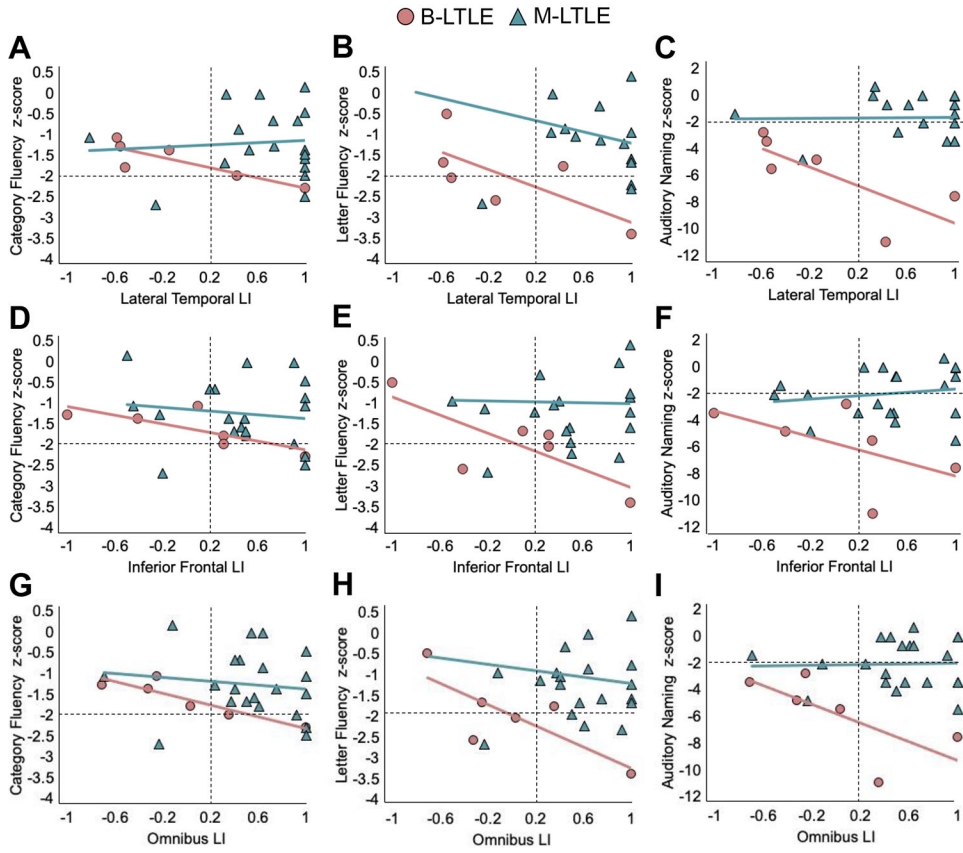 B-LTLE M-LTLE
A
Category Fluency z-score
0.5
0
-0.5
-1
-1.5
-2
-2.5
-3
-3.5
-4
-1 -0.6 -0.2 0.2 0.6 1
Lateral Temporal LI
B
Letter Fluency z-score
0.5
0
-0.5
-1
-1.5
-2
-2.5
-3
-3.5
-4
-1 -0.6 -0.2 0.2 0.6 1
Lateral Temporal LI
C
Auditory Naming z-score
2
0
-2
-4
-6
-8
-10
-12
-1 -0.6 -0.2 0.2 0.6 1
Lateral Temporal LI
D
Category Fluency z-score
0.5
0
-0.5
-1
-1.5
-2
-2.5
-3
-3.5
-4
-1 -0.6 -0.2 0.2 0.6 1
Inferior Frontal LI
E
Letter Fluency z-score
0.5
0
-0.5
-1
-1.5
-2
-2.5
-3
-3.5
-4
-1 -0.6 -0.2 0.2 0.6 1
Inferior Frontal LI
F
Auditory Naming z-score
2
0
-2
-4
-6
-8
-10
-12
-1 -0.6 -0.2 0.2 0.6 1
Inferior Frontal LI
G
Category Fluency z-score
0.5
0
-0.5
-1
-1.5
-2
-2.5
-3
-3.5
-4
-1 -0.6 -0.2 0.2 0.6 1
Omnibus LI
H
Letter Fluency z-score
0.5
0
-0.5
-1
-1.5
-2
-2.5
-3
-3.5
-4
-1 -0.6 -0.2 0.2 0.6 1
Omnibus LI
I
Auditory Naming z-score
2
0
-2
-4
-6
-8
-10
-12
-1 -0.6 -0.2 0.2 0.6 1
Omnibus LI